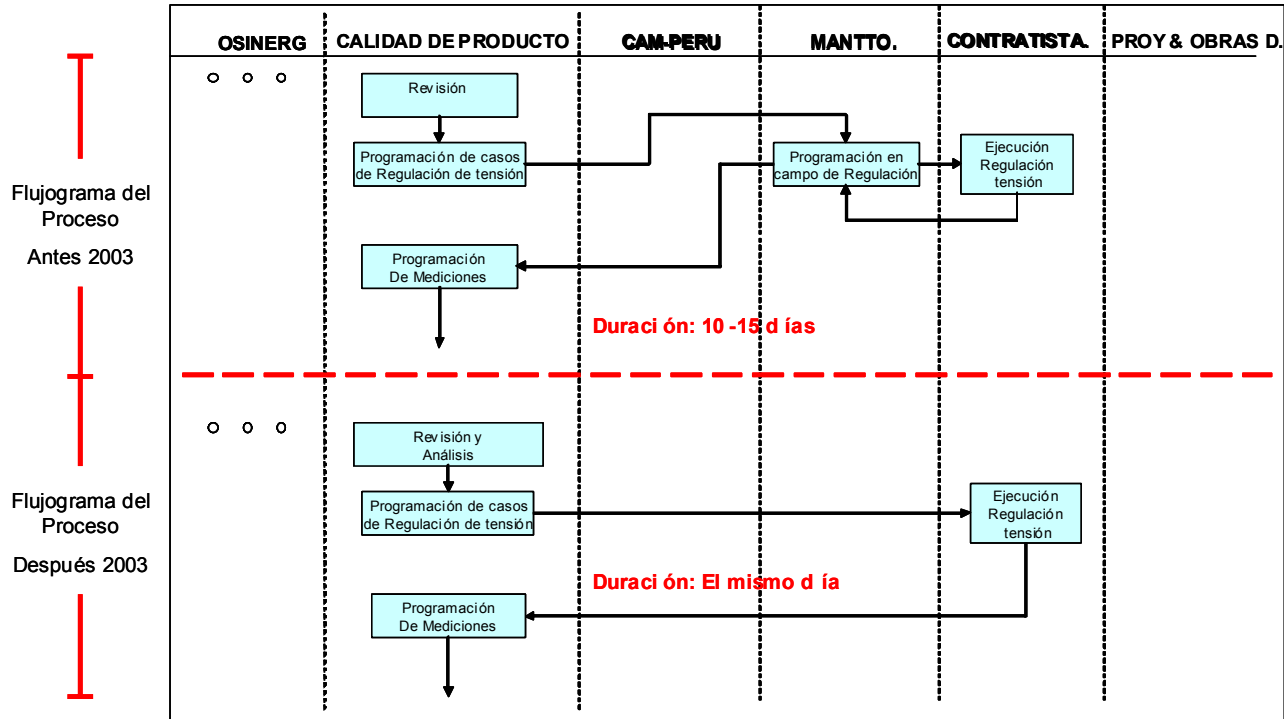 OSINERG
CALIDAD DE PRODUCTO
CAM-PERU
MANTTO.
CONTRATISTA.
PROY & OBRAS D.
Flujograma del
Proceso
Antes 2003
Revisión
Programación de casos
de Regulación de tensión
Programación en
campo de Regulación
Ejecución
Regulación
tensión
Programación
De Mediciones
Duraci ón: 10 -15 d ías
Flujograma del
Proceso
Después 2003
Revisión y
Análisis
Programación de casos
de Regulación de tensión
Ejecución
Regulación
tensión
Duraci ón: El mismo d ía
Programación
De Mediciones